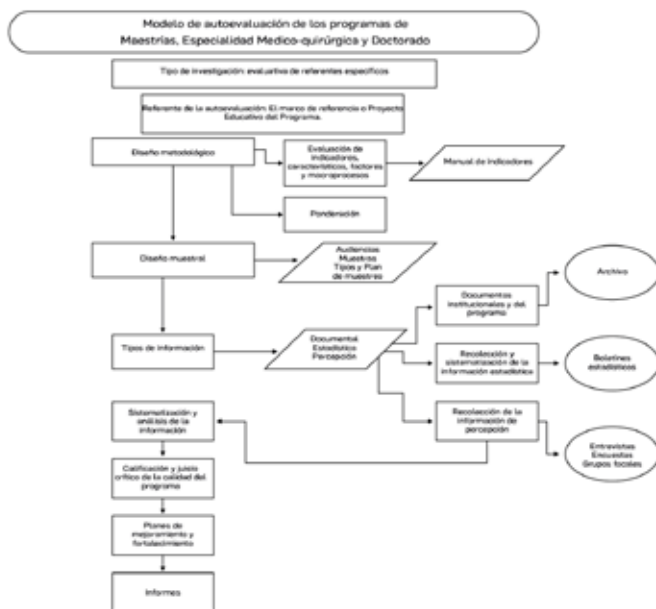 Modelo de autoevaluación de los programas de
Maestrías, Especialidad Medico-quirúrgica y Doctorado
Tipo de investigación: evaluativa de referentes específicos
Referente de la autoevaluación: El marco de referencia o Proyecto
Educativo del Programa.
Diseño metodológico
Evaluación de
indicadores,
características, factores
y macroprocesos
Manual de Indicadores
Ponderación
Diseño muestral
Audiencias
Muestras
Tipos y Plan
de muestreo
Documentos
institucionales y del
programa
Archivo
Tipos de información
Documental
Estadística
Percepción
Recolección y
sistematización de la
información estadística
Boletines
estadísticos
Sistematización y
análisis de la
información
Recolección de la
información de
percepción
Entrevistas
Encuestas
Grupos focales
Calificación y juicio
crítico de la calidad del
programa
Planes de
mejoramiento y
fortalecimiento
Informes